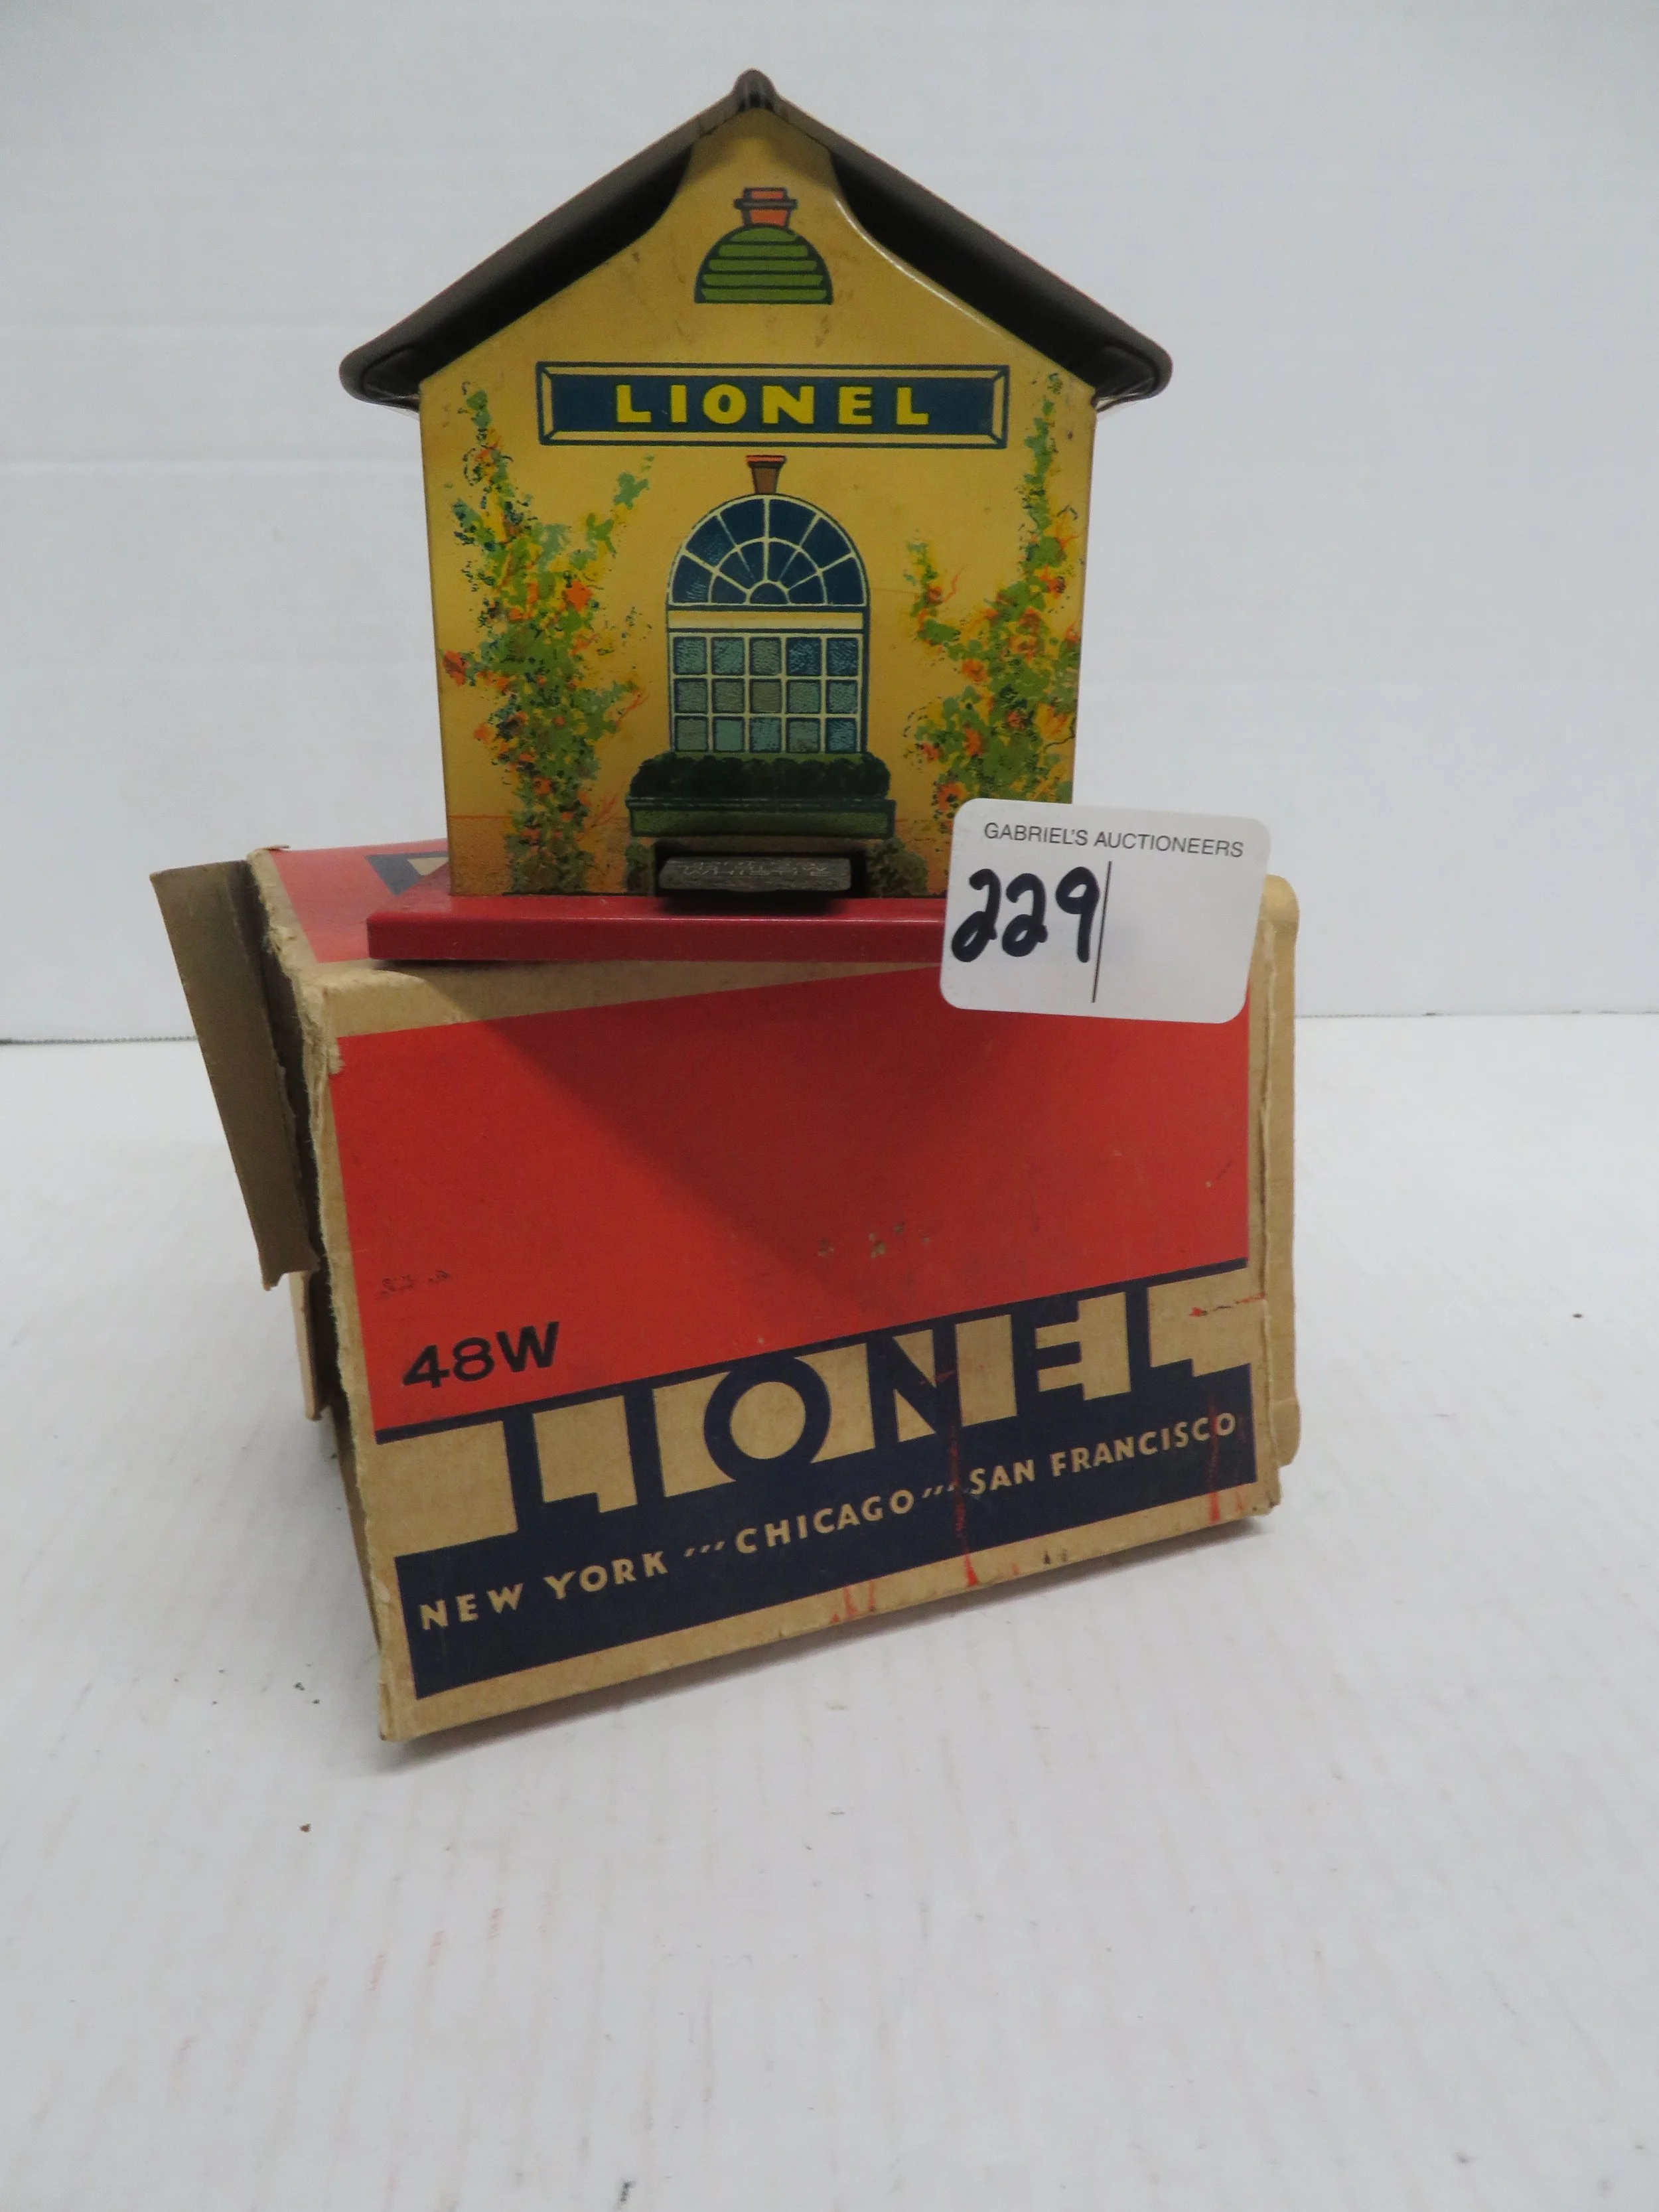 LIONEL
GABRIEL'S AUCTIONEERS
229
48W
LIONEL
NEW YORK ''' CHICAGO ''' SAN FRANCISCO